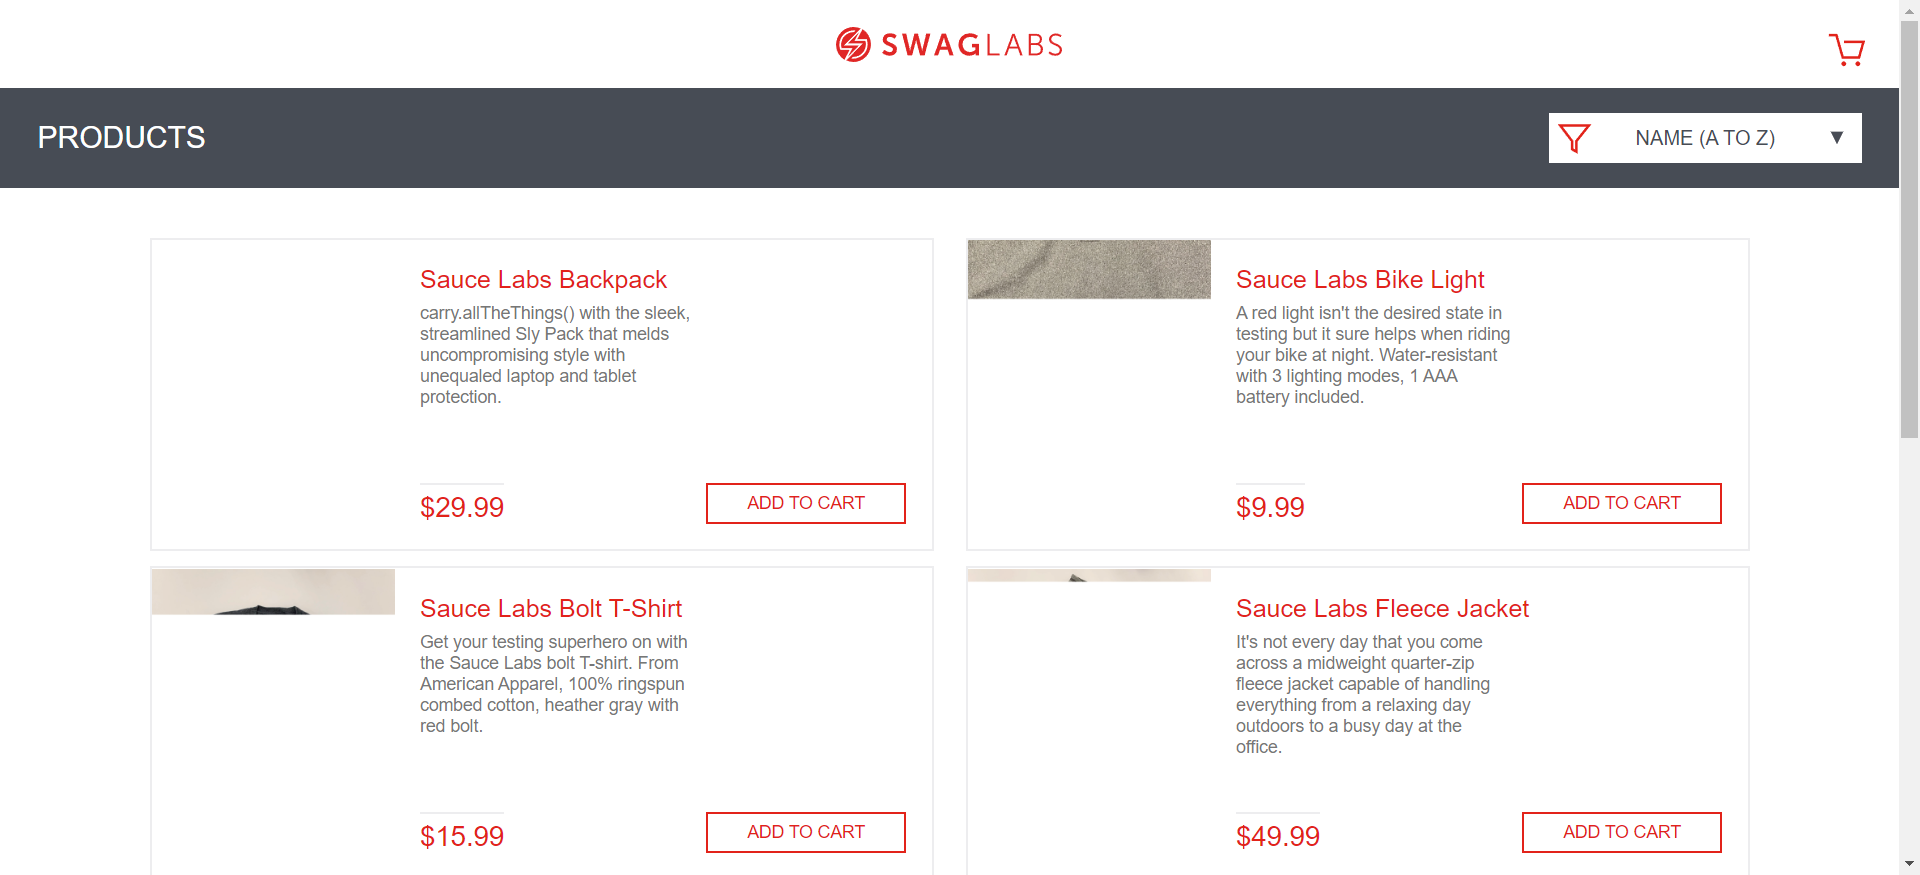 SWAGLABS
PRODUCTS
NAME (A TO Z) ▼
Sauce Labs Backpack
carry.allTheThings() with the sleek,
streamlined Sly Pack that melds
uncompromising style with
unequaled laptop and tablet
protection.
$29.99
ADD TO CART
Sauce Labs Bike Light
A red light isn't the desired state in
testing but it sure helps when riding
your bike at night. Water-resistant
with 3 lighting modes, 1 AAA
battery included.
$9.99
ADD TO CART
Sauce Labs Bolt T-Shirt
Get your testing superhero on with
the Sauce Labs bolt T-shirt. From
American Apparel, 100% ringspun
combed cotton, heather gray with
red bolt.
$15.99
ADD TO CART
Sauce Labs Fleece Jacket
It's not every day that you come
across a midweight quarter-zip
fleece jacket capable of handling
everything from a relaxing day
outdoors to a busy day at the
office.
$49.99
ADD TO CART